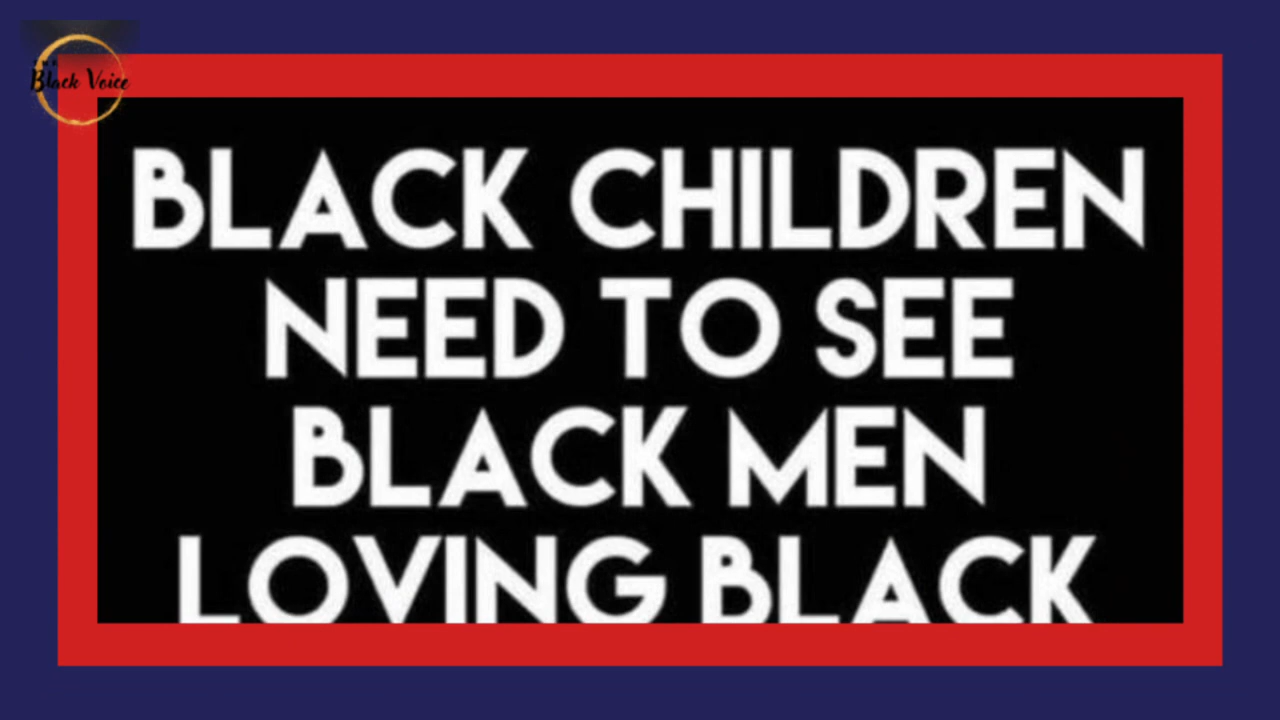 Black Voice
BLACK CHILDREN
NEED TO SEE
BLACK MEN
LOVING BLACK